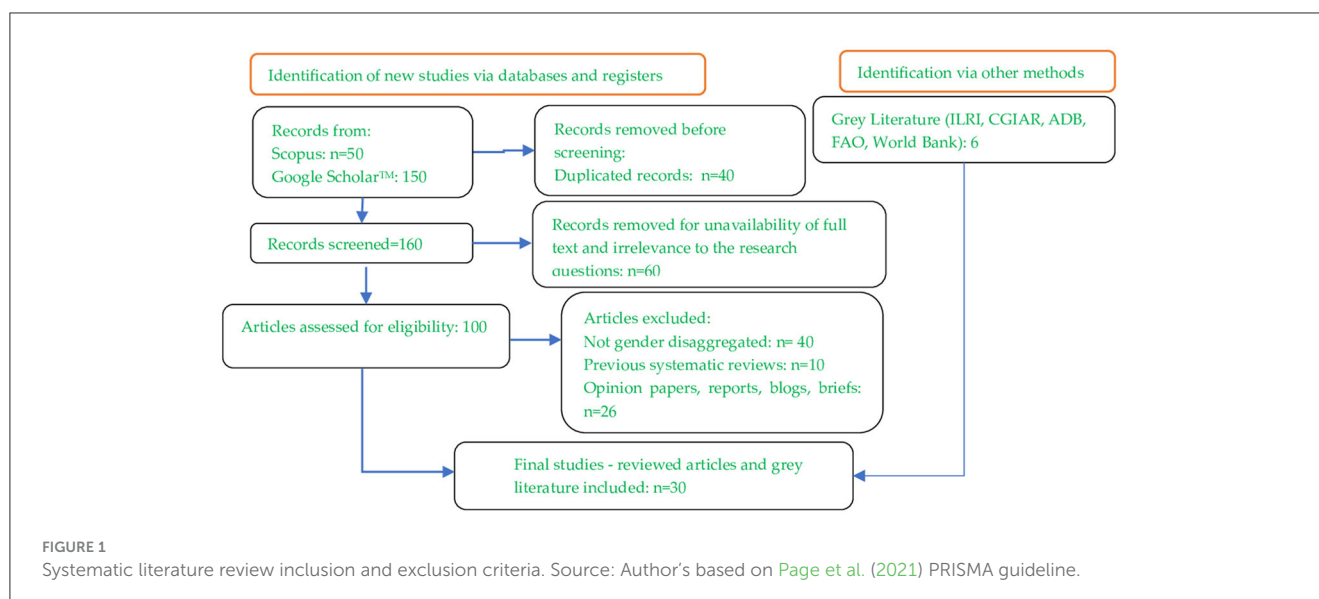 Identification of new studies via databases and registers
Identification via other methods
Records from:
Scopus: n=50
Google Scholar™: 150
Records removed before
screening:
Duplicated records: n=40
Grey Literature (ILRI, CGIAR, ADB,
FAO, World Bank): 6
Records screened=160
Records removed for unavailability of full
text and irrelevance to the research
questions: n=60
Articles assessed for eligibility: 100
Articles excluded:
Not gender disaggregated: n= 40
Previous systematic reviews: n=10
Opinion papers, reports, blogs, briefs:
n=26
Final studies - reviewed articles and grey
literature included: n=30
FIGURE 1
Systematic literature review inclusion and exclusion criteria. Source: Author's based on Page et al. (2021) PRISMA guideline.